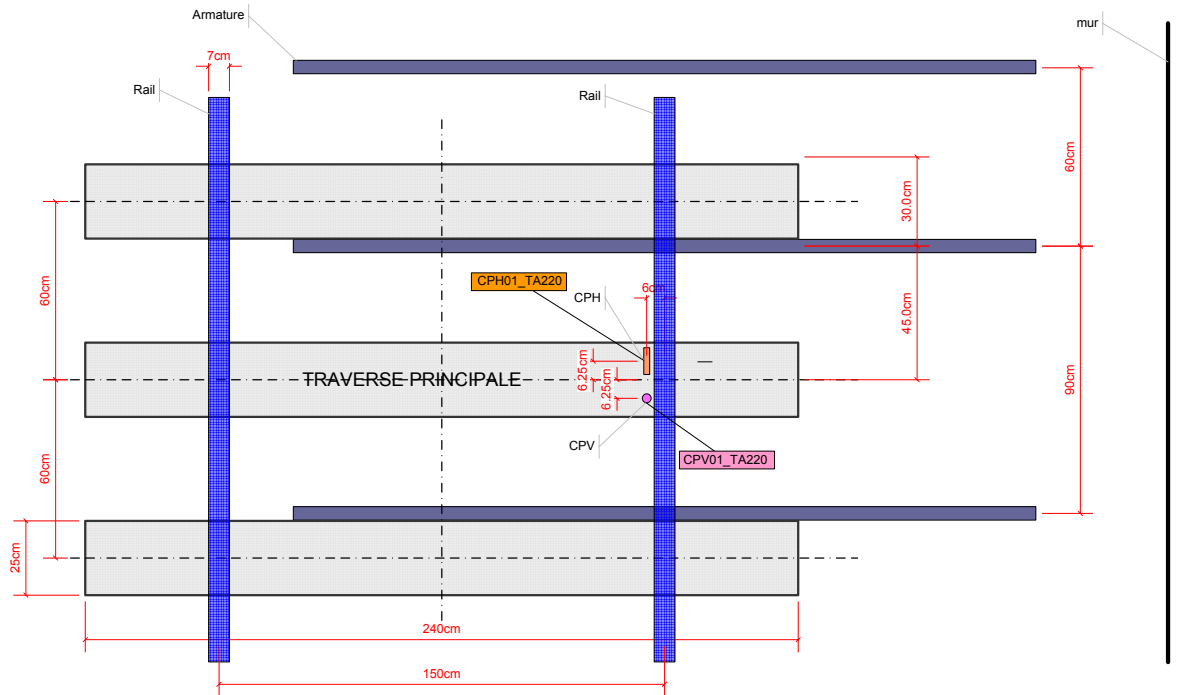 Armature
mur
7cm
Rail
Rail
60cm
30.0cm
CPH01_TA220
6cm
CPH
60cm
45.0cm
6.25cm
TRAVERSE PRINCIPALE
6.25cm
90cm
CPV
CPV01_TA220
60cm
25cm
240cm
150cm